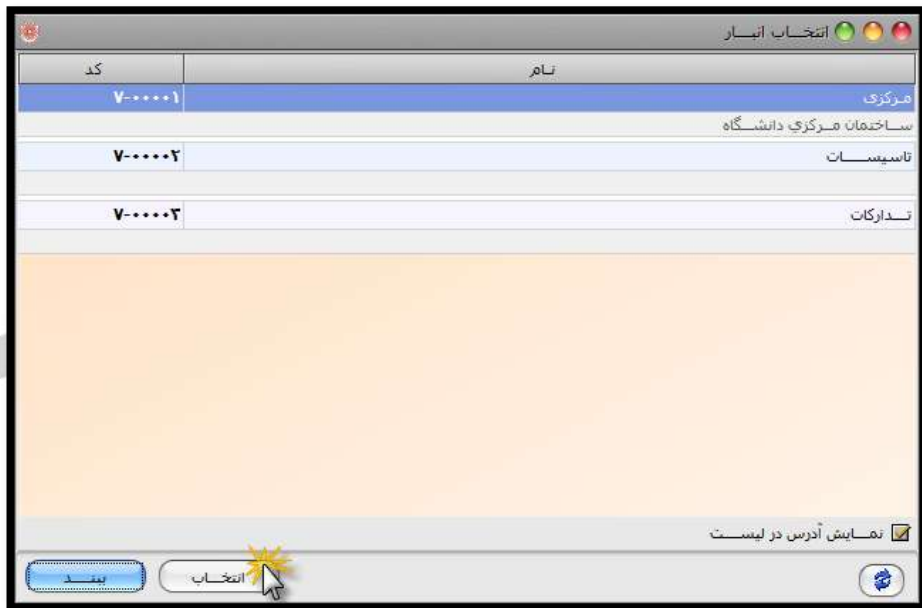 انتخاب انبار
نام کد
مرکزی ۷-۰۰۰۰۱
ساختمان مرکزي دانشگاه
تاسیسات ۷-۰۰۰۰۲
تدارکات ۷-۰۰۰۰۳
نمایش آدرس در لیست
انتخاب ببند